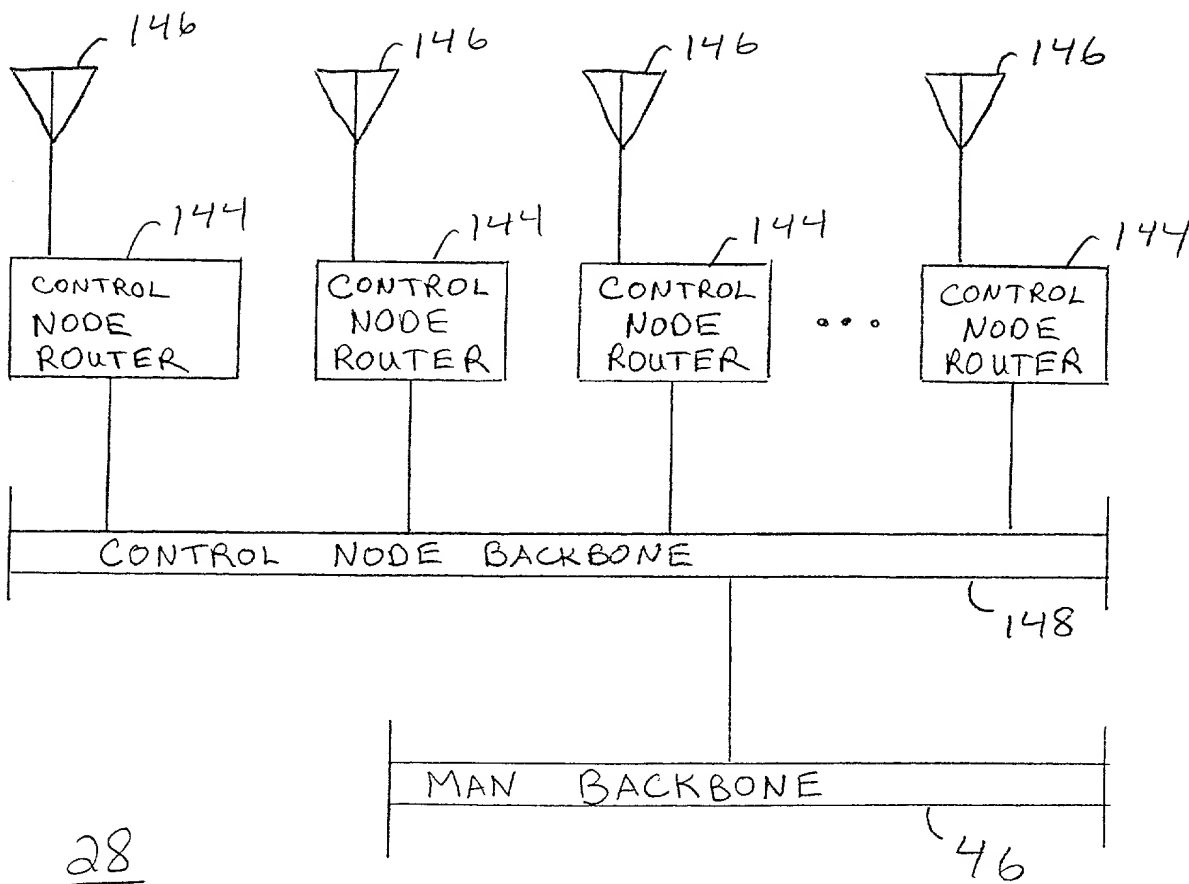 146 146 146 146
144 144 144 144
CONTROL
NODE
ROUTER
CONTROL
NODE
ROUTER
CONTROL
NODE
ROUTER
...
CONTROL
NODE
ROUTER
CONTROL NODE BACKBONE
148
MAN BACKBONE
46
28